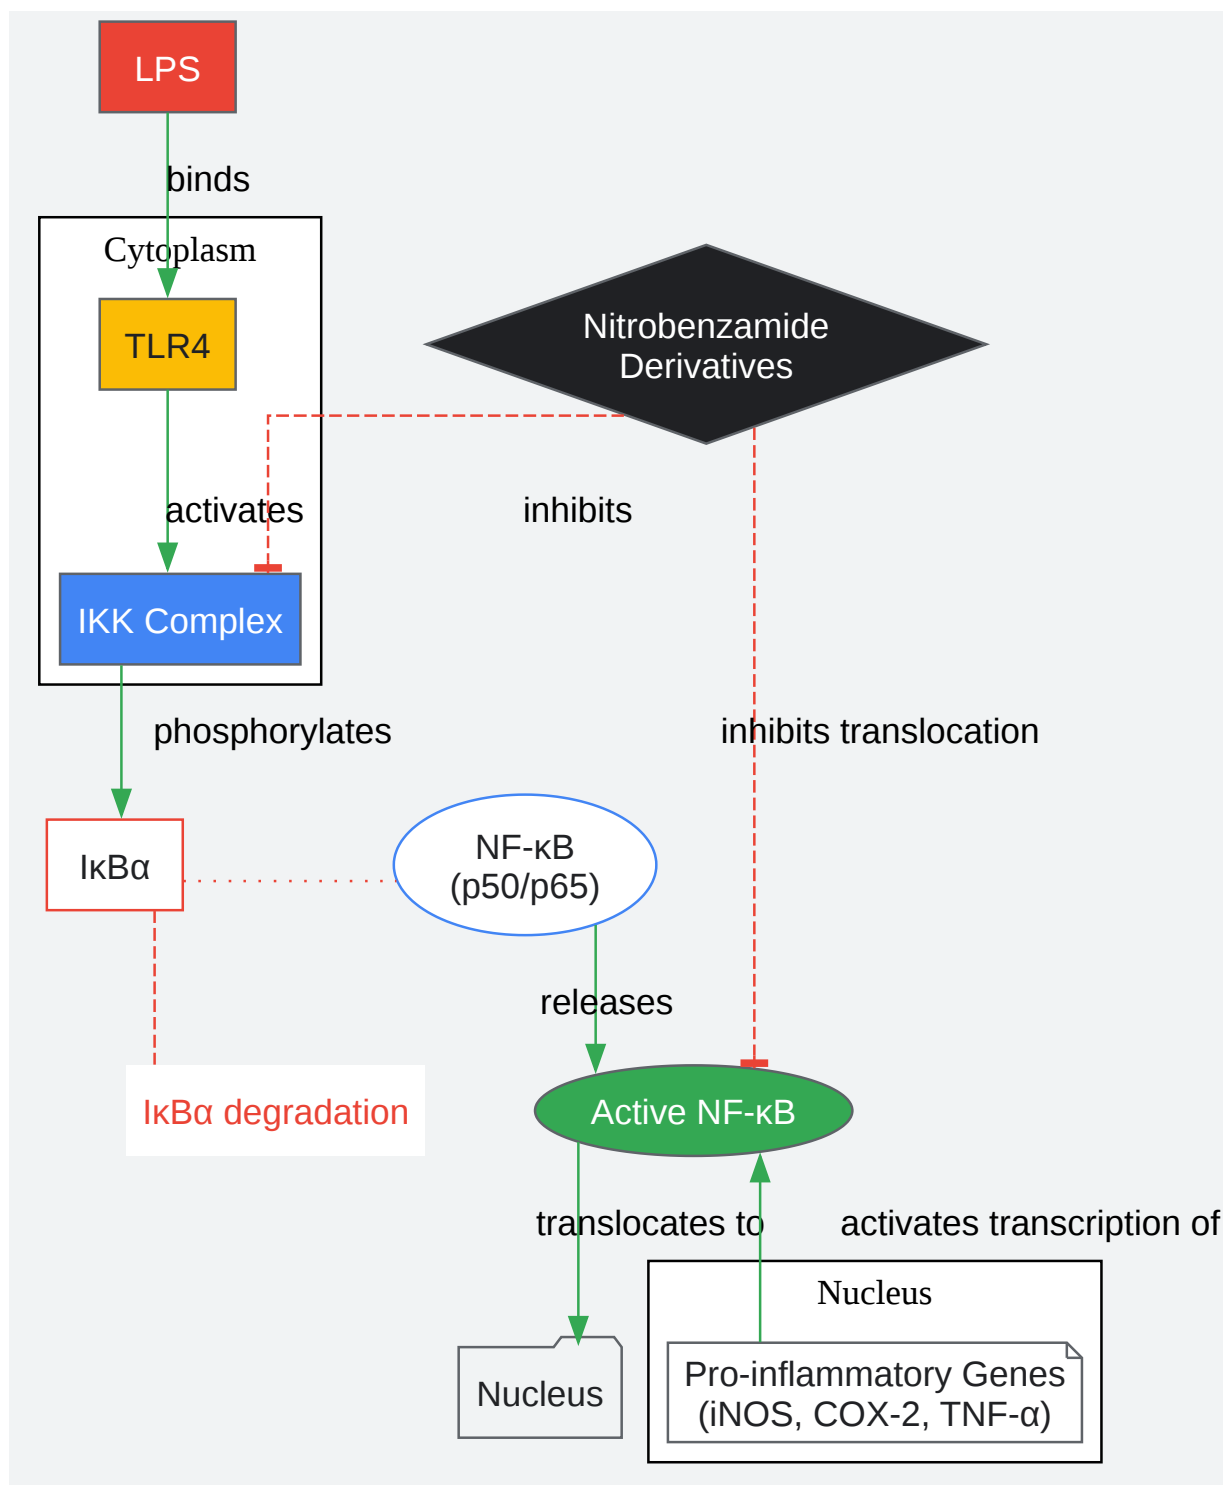 LPS
binds
Cytoplasm
TLR4
Nitrobenzamide
Derivatives
activates
inhibits
IKK Complex
phosphorylates
inhibits translocation
IκBα
NF-κB
(p50/p65)
releases
IκBα degradation
Active NF-κB
translocates to
activates transcription of
Nucleus
Nucleus
Pro-inflammatory Genes
(iNOS, COX-2, TNF-α)